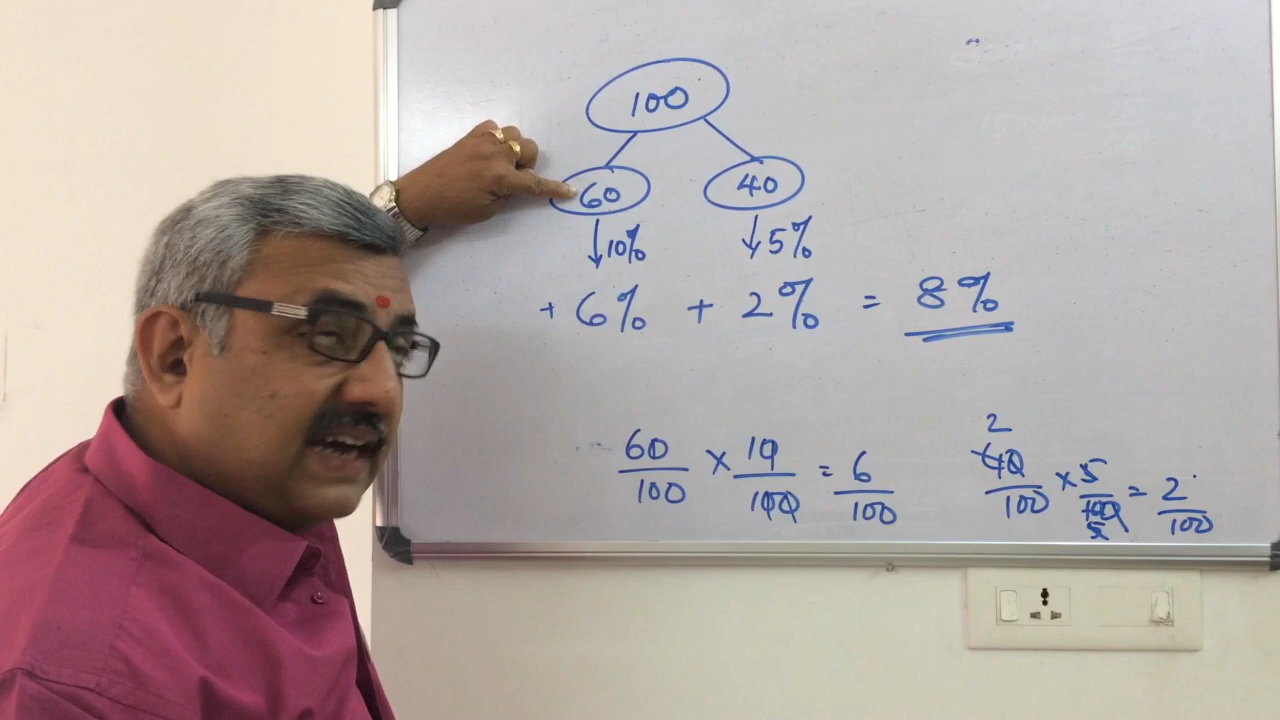 100
60 40
↓10% ↓5%
+ 6% + 2% = 8%
2
60/100 × 10/100 = 6/100 40/100 × 5/100 = 2/100
5